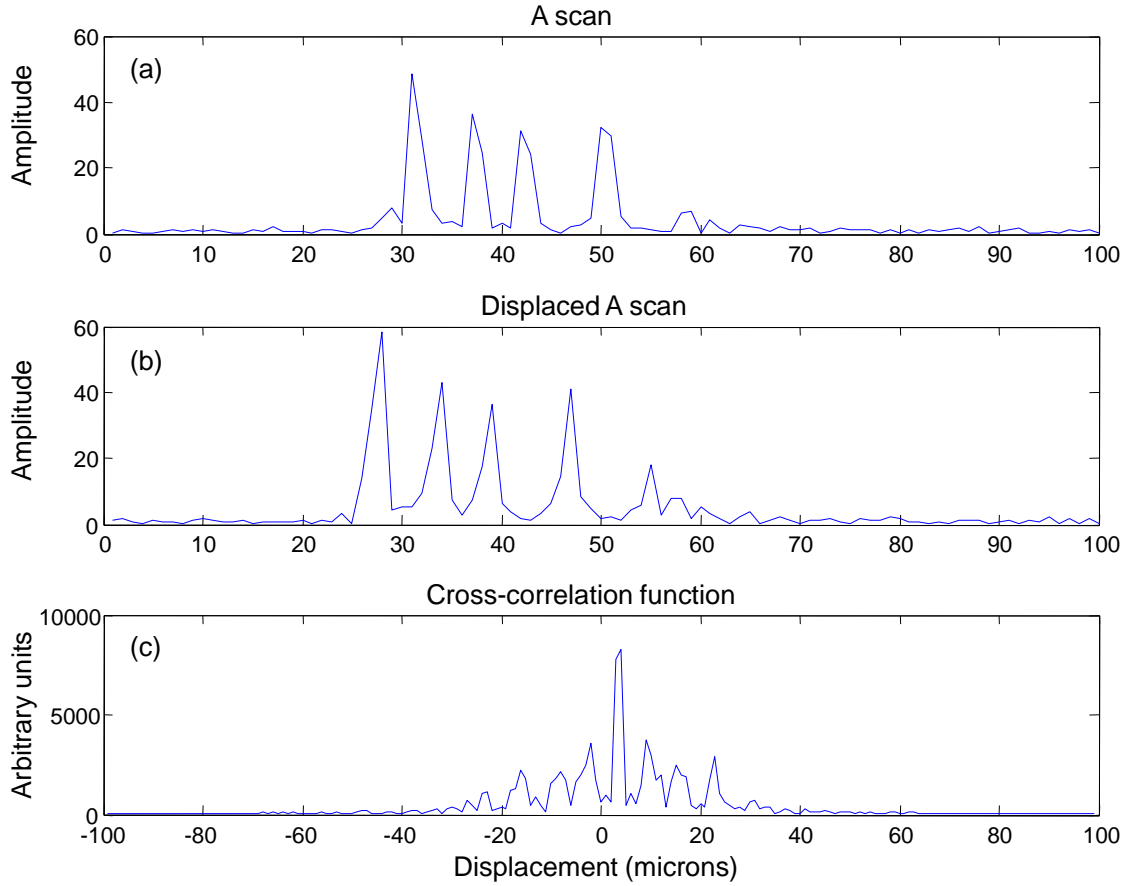 A scan
(a)
Amplitude
60
40
20
0
0 10 20 30 40 50 60 70 80 90 100
Displaced A scan
(b)
Amplitude
60
40
20
0
0 10 20 30 40 50 60 70 80 90 100
Cross-correlation function
(c)
Arbitrary units
10000
5000
0
-100 -80 -60 -40 -20 0 20 40 60 80 100
Displacement (microns)